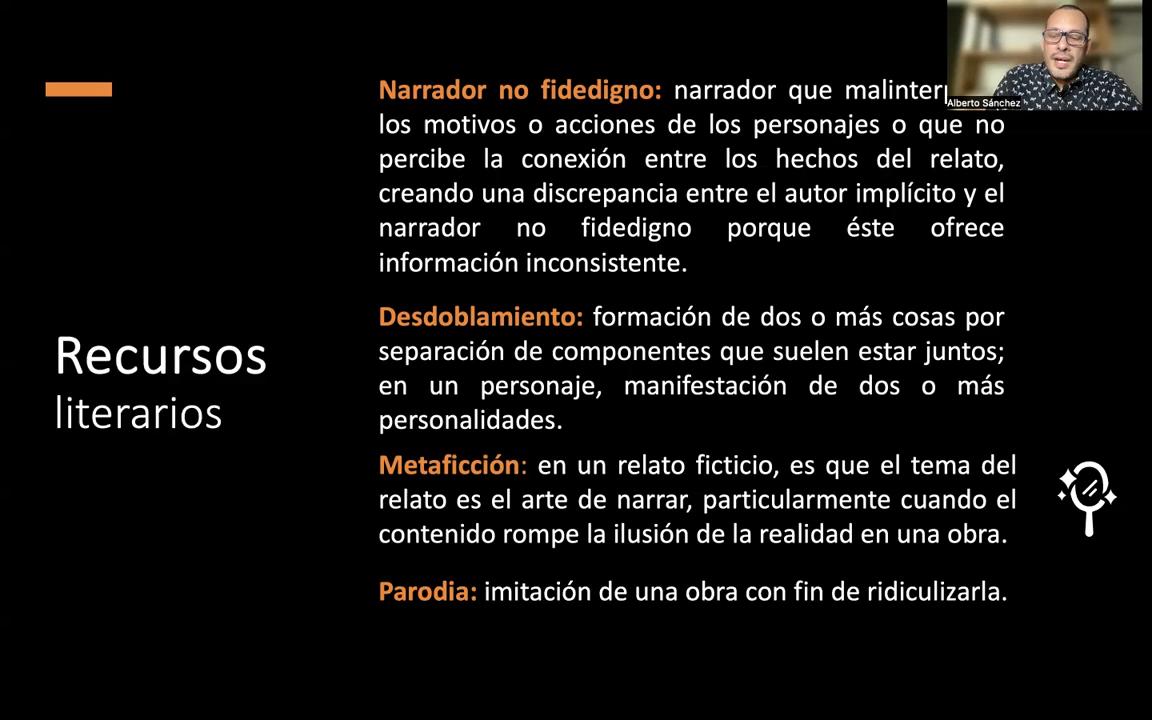 Narrador no fidedigno: narrador que
los motivos o acciones de los personajes o que no
percibe la conexión entre los hechos del relato,
creando una discrepancia entre el autor implícito y el
narrador no fidedigno porque éste ofrece
información inconsistente.
Desdoblamiento: formación de dos o más cosas por
separación de componentes que suelen estar juntos;
en un personaje, manifestación de dos o más
personalidades.
Metaficción: en un relato ficticio, es que el tema del
relato es el arte de narrar, particularmente cuando el
contenido rompe la ilusión de la realidad en una obra.
Parodia: imitación de una obra con fin de ridiculizarla.
Recursos
literarios
Alberto Sánchez